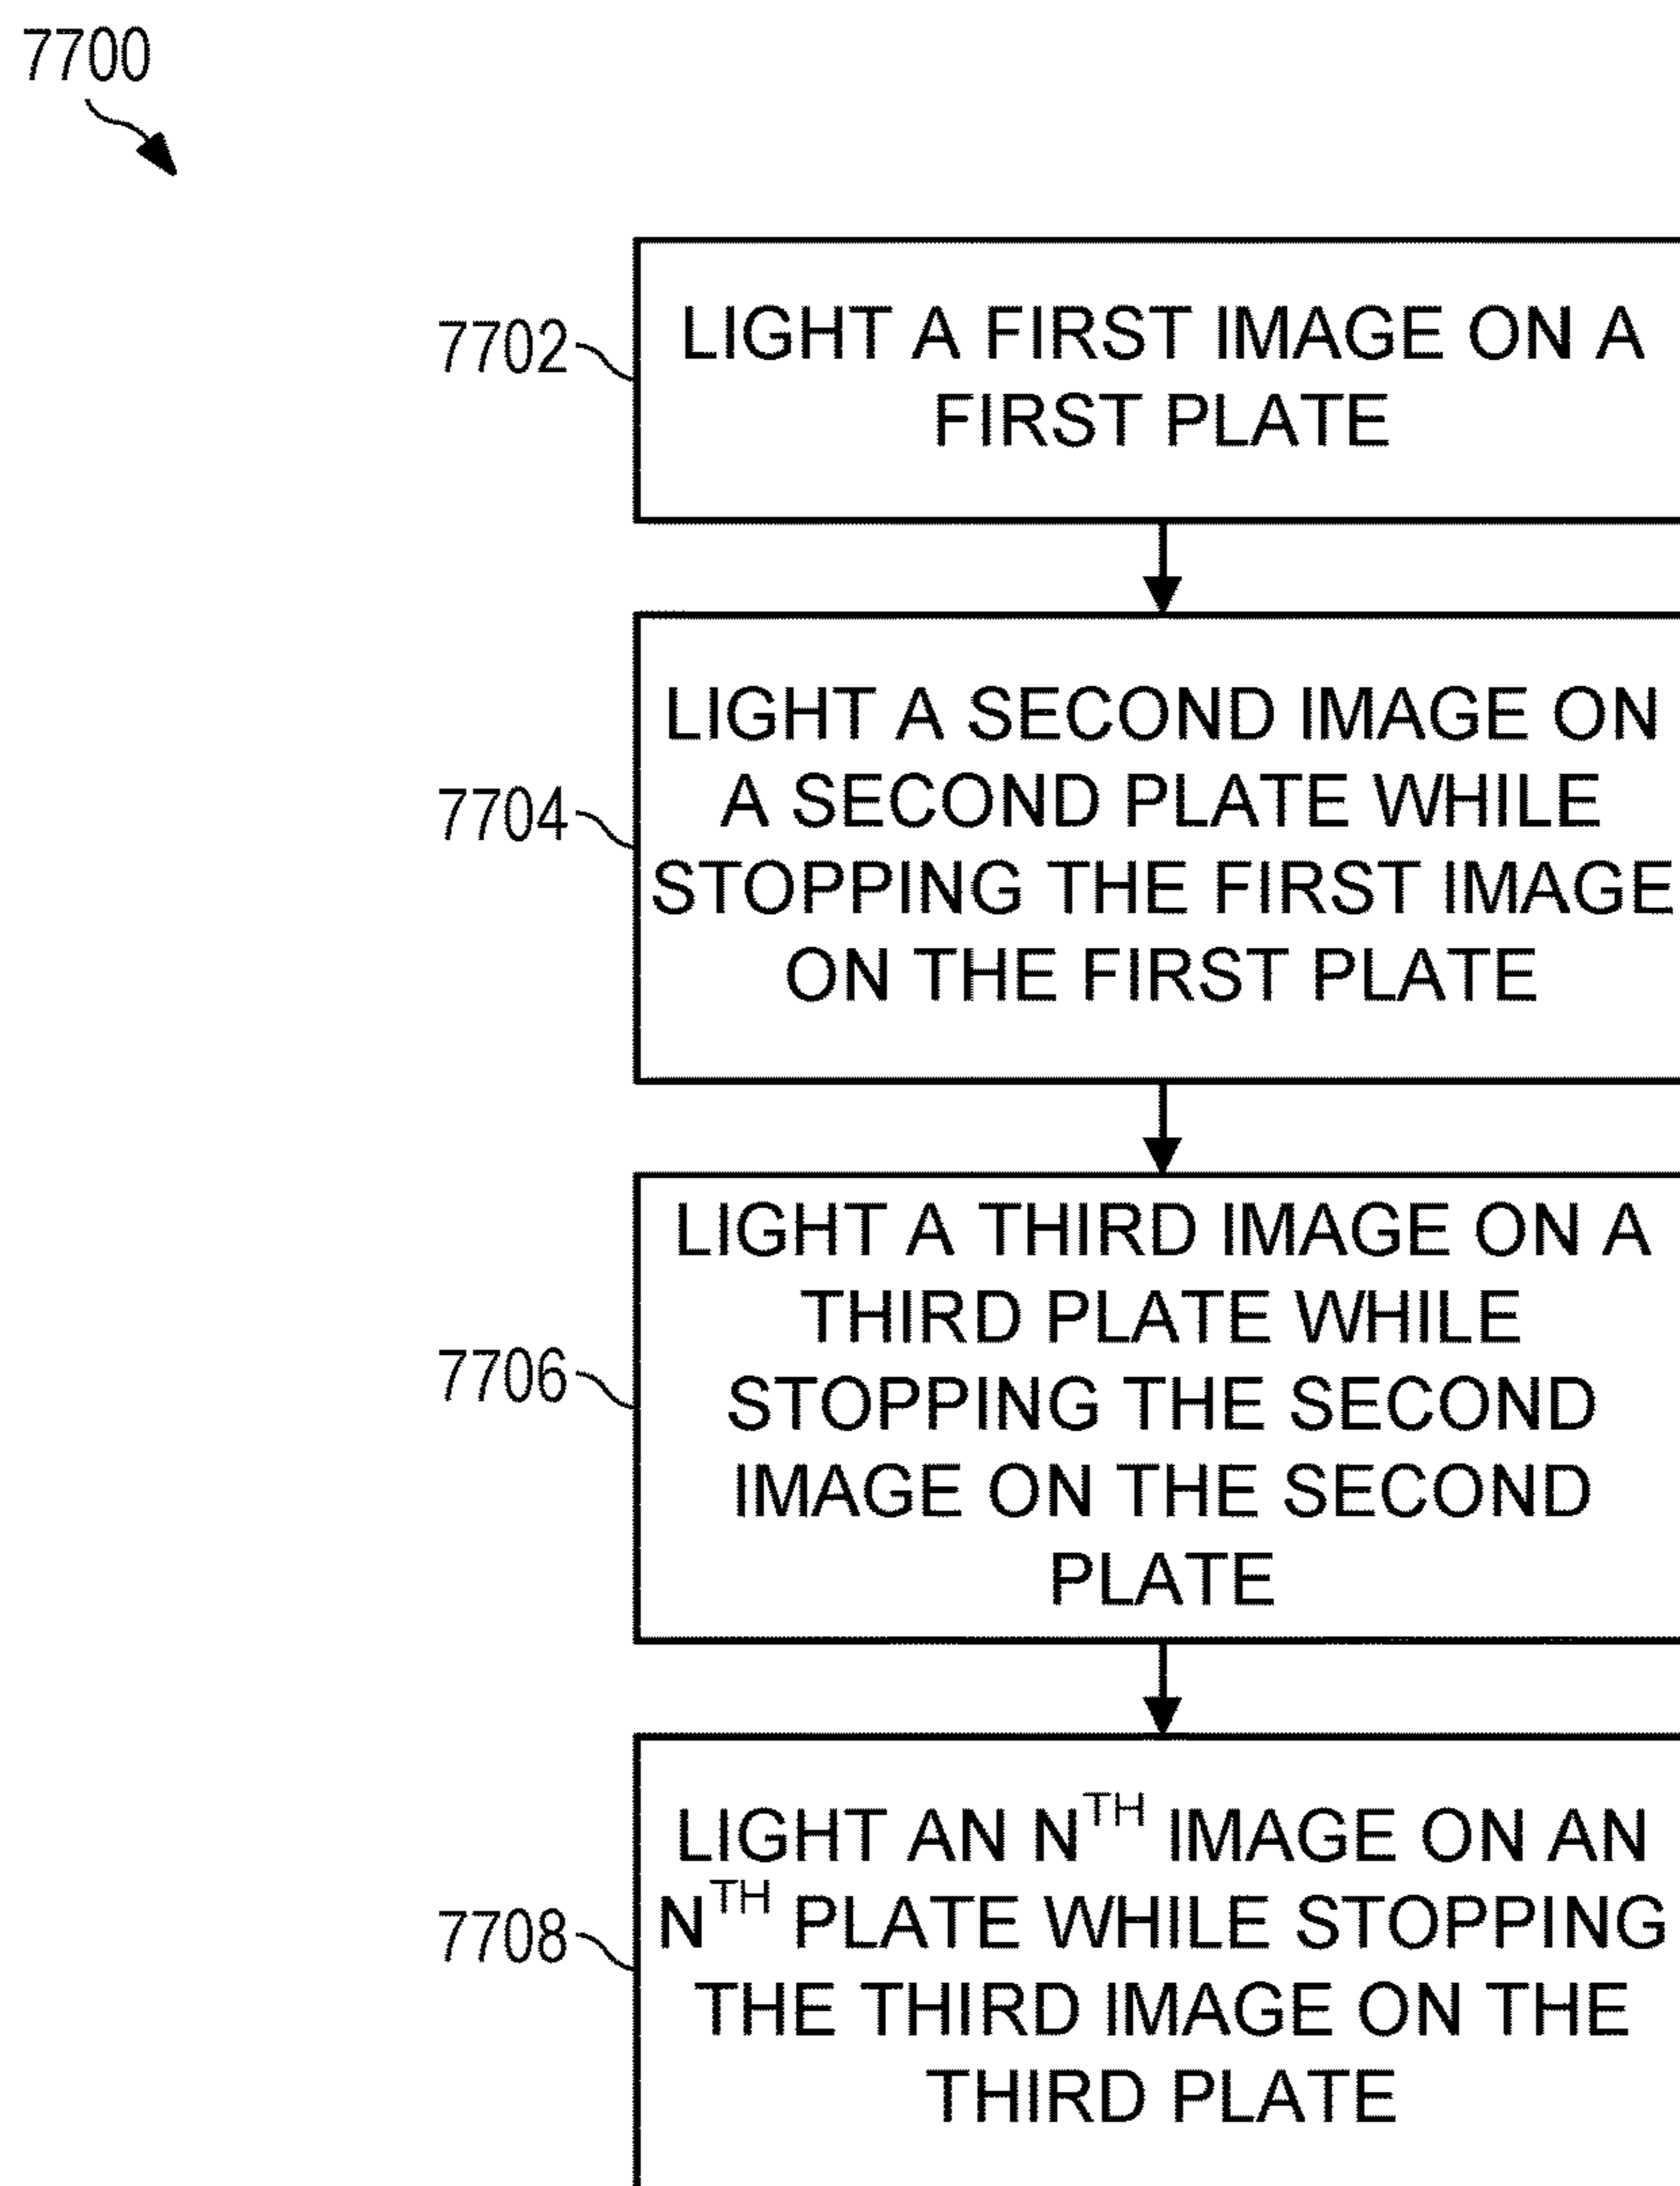 7700
7702
LIGHT A FIRST IMAGE ON A
FIRST PLATE
7704
LIGHT A SECOND IMAGE ON
A SECOND PLATE WHILE
STOPPING THE FIRST IMAGE
ON THE FIRST PLATE
7706
LIGHT A THIRD IMAGE ON A
THIRD PLATE WHILE
STOPPING THE SECOND
IMAGE ON THE SECOND
PLATE
7708
LIGHT AN NTH IMAGE ON AN
NTH PLATE WHILE STOPPING
THE THIRD IMAGE ON THE
THIRD PLATE